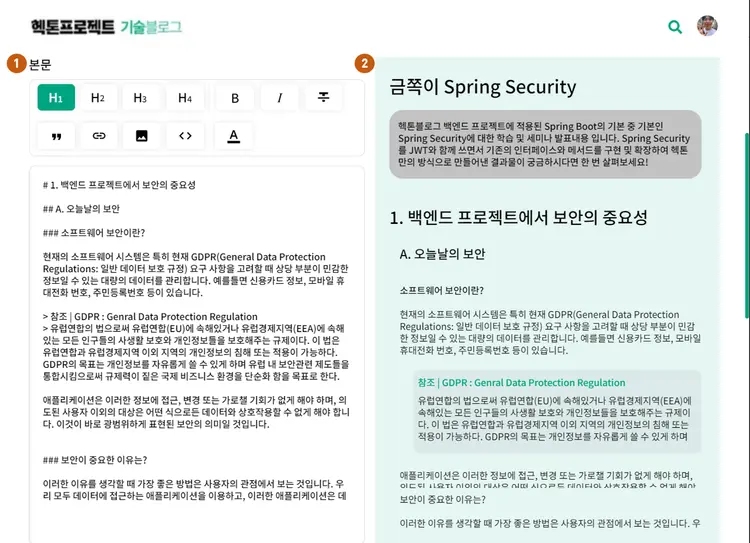 헥톤프로젝트 기술블로그
1 본문
H1 H2 H3 H4 B I T
A
# 1. 백엔드 프로젝트에서 보안의 중요성
## A. 오늘날의 보안
### 소프트웨어 보안이란?
현재의 소프트웨어 시스템은 특히 현재 GDPR(General Data Protection
Regulations: 일반 데이터 보호 규정) 요구 사항을 고려할 때 상당 부분이 민감한
정보일 수 있는 대량의 데이터를 관리합니다. 예를들면 신용카드 정보, 모바일 휴
대전화 번호, 주민등록번호 등이 있습니다.
> 참조 | GDPR : Genral Data Protection Regulation
> 유럽연합의 법으로써 유럽연합(EU)에 속해있거나 유럽경제지역(EEA)에 속해
있는 모든 인구들의 사생활 보호와 개인정보들을 보호해주는 규제이다. 이 법은
유럽연합과 유럽경제지역 이외 지역의 개인정보의 침해 또는 적용이 가능하다.
GDPR의 목표는 개인정보를 자유롭게 쓸 수 있게 하며 유럽 내 보안관련 제도들을
통합시킴으로써 규제력이 짙은 국제 비즈니스 환경을 단순화 함을 목표로 한다.
애플리케이션은 이러한 정보에 접근, 변경 또는 가로챌 기회가 없게 해야 하며, 의
도된 사용자 이외의 대상은 어떤 식으로든 데이터와 상호작용할 수 없게 해야 합니
다. 이것이 바로 광범위하게 표현된 보안의 의미일 것입니다.
### 보안이 중요한 이유는?
이러한 이유를 생각할 때 가장 좋은 방법은 사용자의 관점에서 보는 것입니다. 우
리 모두 데이터에 접근하는 애플리케이션을 이용하고, 이러한 애플리케이션은 데
2
금쪽이 Spring Security
헥톤블로그 백엔드 프로젝트에 적용된 Spring Boot의 기본 중 기본인
Spring Security에 대한 학습 및 세미나 발표내용 입니다. Spring Security
를 JWT와 함께 쓰면서 기존의 인터페이스와 메서드를 구현 및 확장하여 헥톤
만의 방식으로 만들어낸 결과물이 궁금하시다면 한 번 살펴보세요!
1. 백엔드 프로젝트에서 보안의 중요성
A. 오늘날의 보안
소프트웨어 보안이란?
현재의 소프트웨어 시스템은 특히 현재 GDPR(General Data Protection
Regulations: 일반 데이터 보호 규정) 요구 사항을 고려할 때 상당 부분이 민감
한 정보일 수 있는 대량의 데이터를 관리합니다. 예를들면 신용카드 정보, 모바일
휴대전화 번호, 주민등록번호 등이 있습니다.
참조 | GDPR : Genral Data Protection Regulation
유럽연합의 법으로써 유럽연합(EU)에 속해있거나 유럽경제지역(EEA)에
속해있는 모든 인구들의 사생활 보호와 개인정보들을 보호해주는 규제이
다. 이 법은 유럽연합과 유럽경제지역 이외 지역의 개인정보의 침해 또는
적용이 가능하다. GDPR의 목표는 개인정보를 자유롭게 쓸 수 있게 하며
애플리케이션은 이러한 정보에 접근, 변경 또는 가로챌 기회가 없게 해야 하며,
의도된 사용자 이외의 대상은 어떤 식으로든 데이터와 상호작용할 수 없게 해야
보안이 중요한 이유는?
이러한 이유를 생각할 때 가장 좋은 방법은 사용자의 관점에서 보는 것입니다. 우